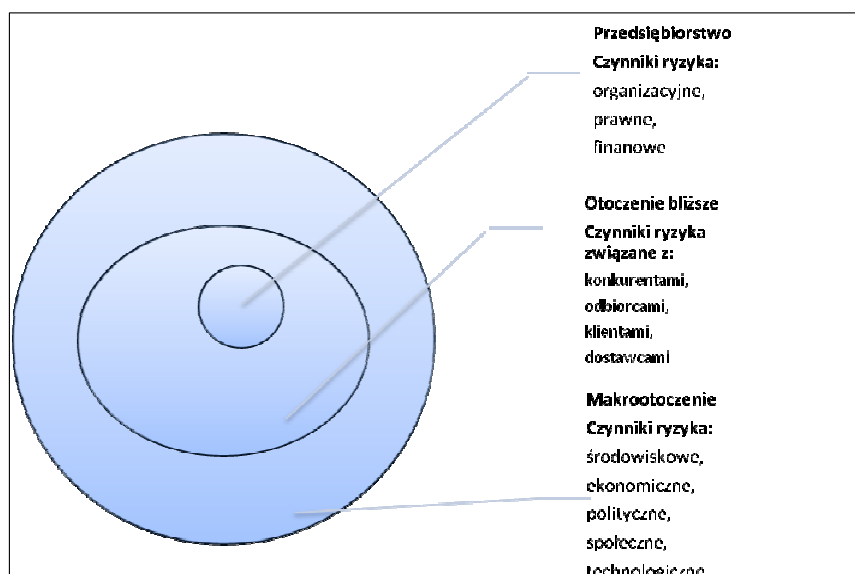 Przedsiębiorstwo
Czynniki ryzyka:
organizacyjne,
prawne,
finanowe
Otoczenie bliższe
Czynniki ryzyka
związane z:
konkurentami,
odbiorcami,
klientami,
dostawcami
Makrootoczenie
Czynniki ryzyka:
środowiskowe,
ekonomiczne,
polityczne,
społeczne,
technologiczne